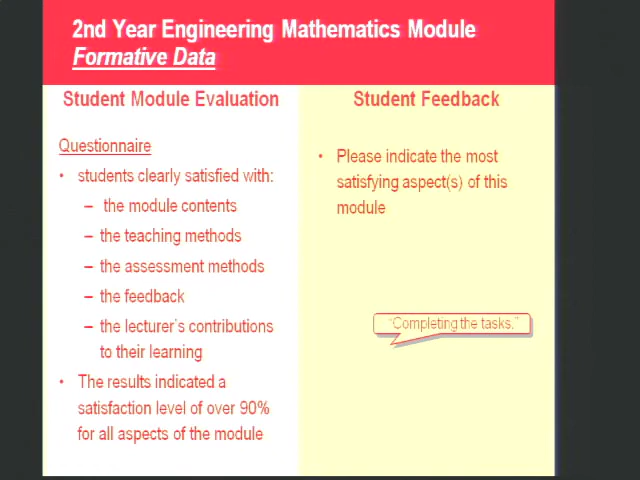 2nd Year Engineering Mathematics Module
Formative Data
Student Module Evaluation
Questionnaire
• students clearly satisfied with:
– the module contents
– the teaching methods
– the assessment methods
– the feedback
– the lecturer's contributions
to their learning
• The results indicated a
satisfaction level of over 90%
for all aspects of the module
Student Feedback
• Please indicate the most
satisfying aspect(s) of this
module
"Completing the tasks."